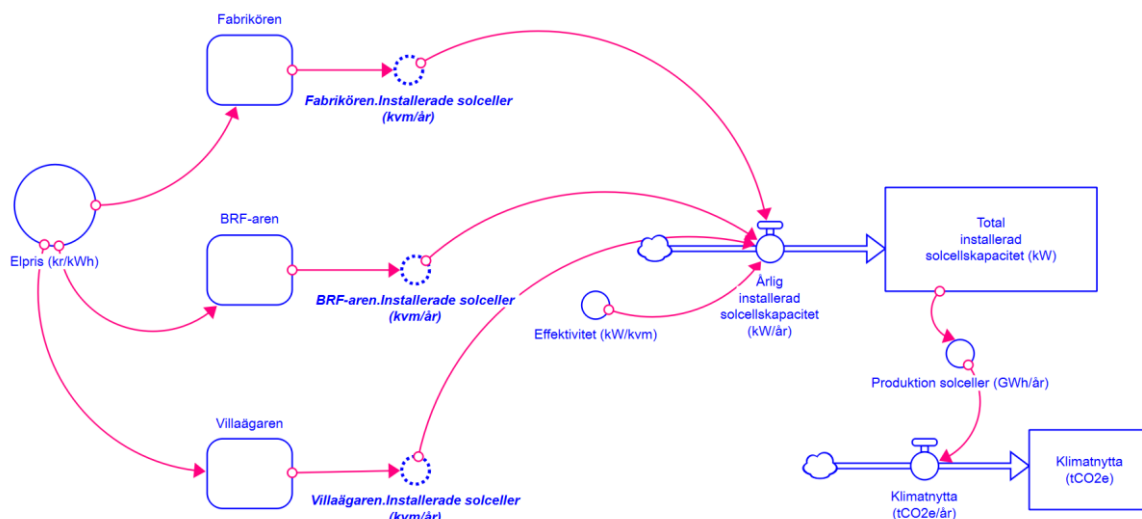 Fabrikören
Fabrikören.Installerade solceller
(kvm/år)
Elpris (kr/kWh)
BRF-aren
BRF-aren.Installerade solceller
(kvm/år)
Total
installerad
solcellskapacitet (kW)
Årlig
installerad
solcellskapacitet
(kW/år)
Effektivitet (kW/kvm)
Produktion solceller (GWh/år)
Villaägaren
Villaägaren.Installerade solceller
(kvm/år)
Klimatnytta
(tCO2e/år)
Klimatnytta
(tCO2e)